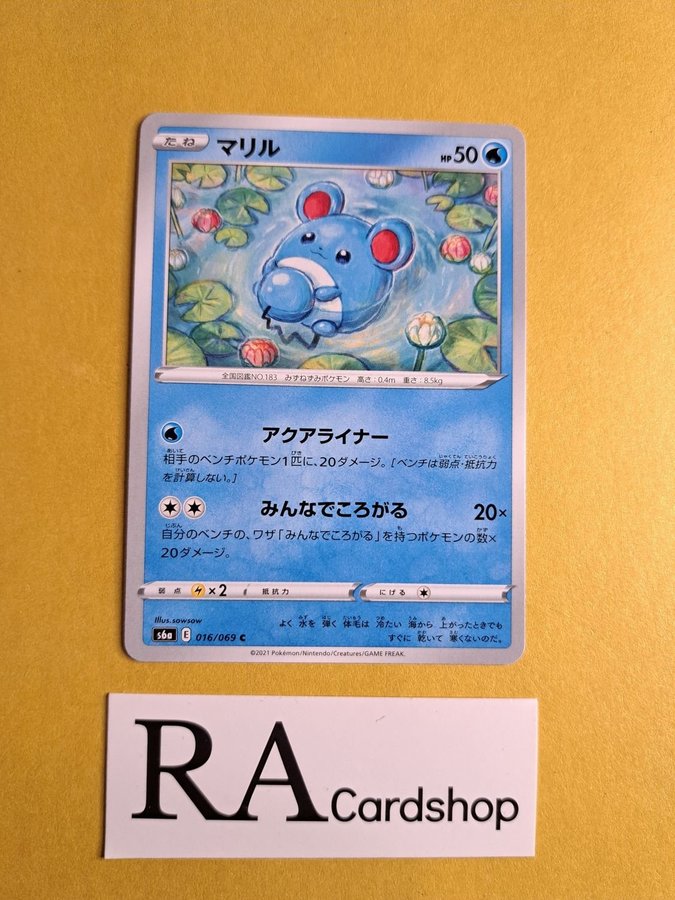 たね マリル HP50
全国図鑑NO.183 みずねずみポケモン 高さ:0.4m 重さ:8.5kg
アクアライナー
相手のベンチポケモン1匹に、20ダメージ。[ベンチは弱点・抵抗力
を計算しない。]
みんなでころがる 20×
自分のベンチの、ワザ「みんなでころがる」を持つポケモンの数×
20ダメージ。
弱点 ×2 抵抗力 にげる
Illus.sowsow
よく 水を 弾く 体毛は 冷たい 海から 上がったときでも
すぐに 乾いて 寒くないのだ。
s6a E 016/069 C
©2021 Pokémon/Nintendo/Creatures/GAME FREAK.
RA Cardshop